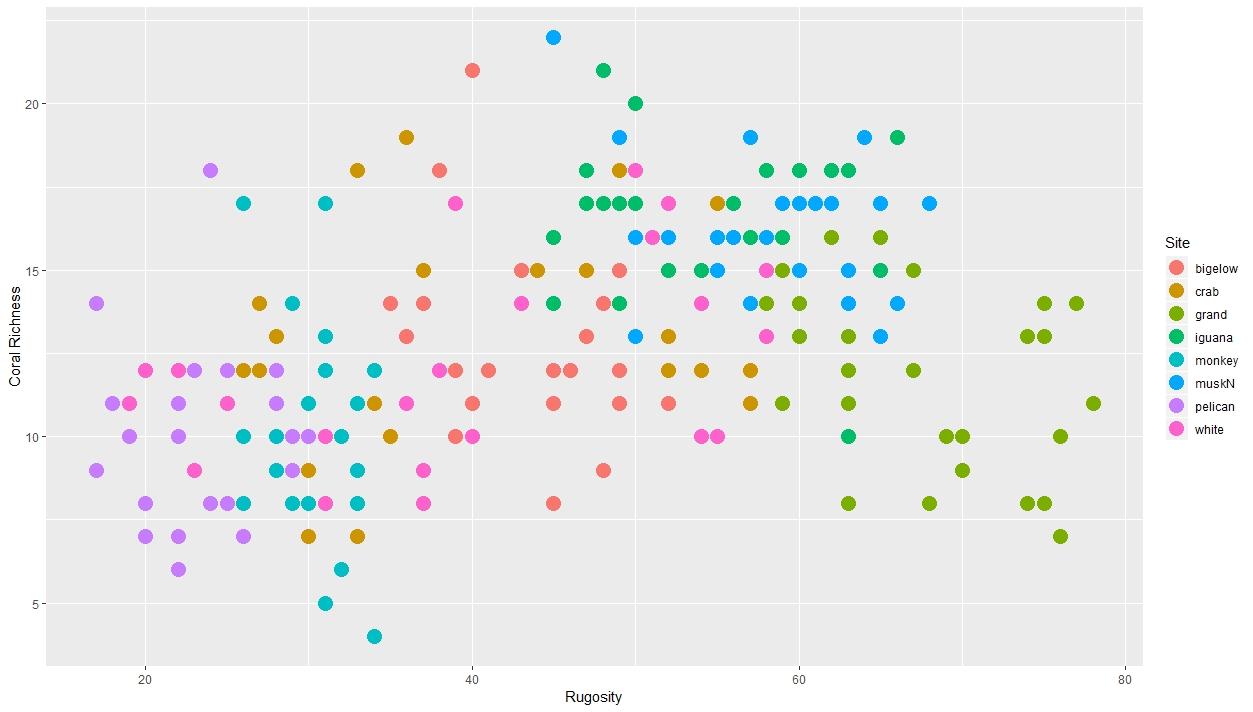 20
15
10
5
Coral Richness
20 40 60 80
Rugosity
Site
bigelow
crab
grand
iguana
monkey
muskN
pelican
white